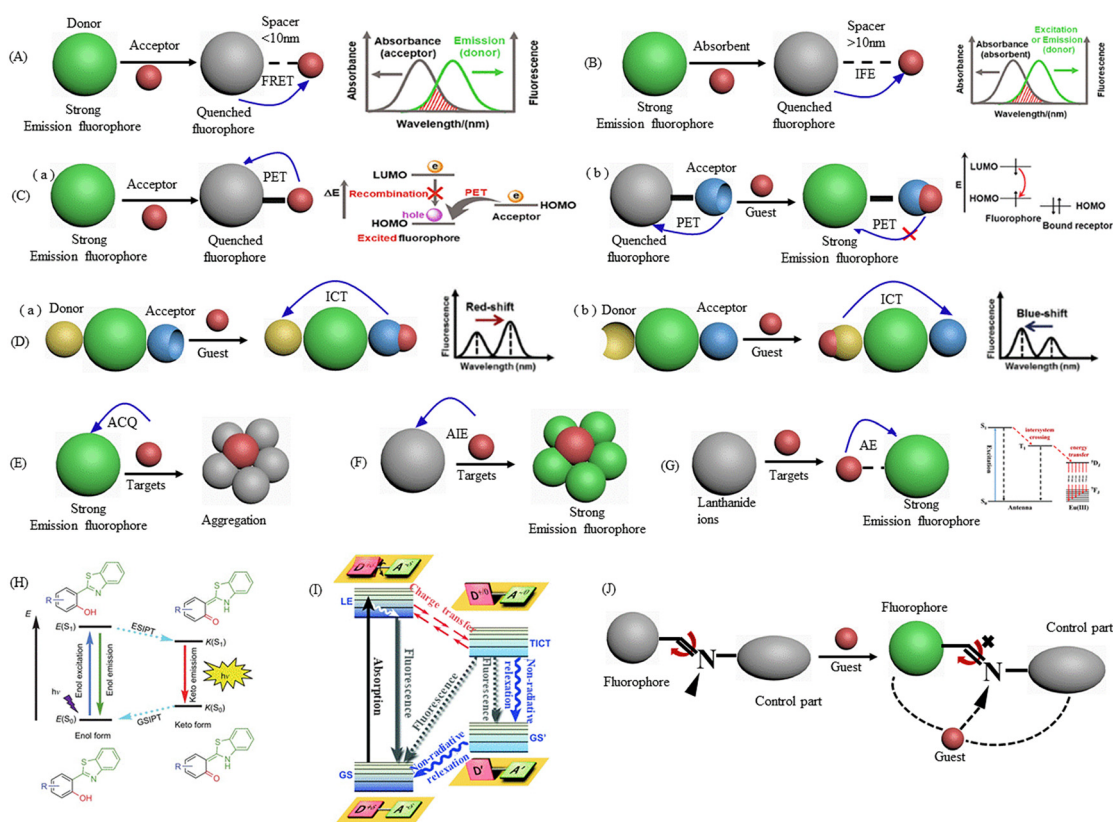 (A)
Donor
Strong
Emission fluorophore
Acceptor
Spacer
<10nm
FRET
Quenched
fluorophore
Absorbance
(acceptor)
Emission
(donor)
Absorbance
Fluorescence
Wavelength/(nm)
(B)
Strong
Emission fluorophore
Absorbent
Spacer
>10nm
IFE
Quenched
fluorophore
Absorbance
(absorbent)
Excitation
or Emission
(donor)
Absorbance
Fluorescence
Wavelength/(nm)
(C)
(a)
Strong
Emission fluorophore
Acceptor
PET
Quenched
fluorophore
ΔE
LUMO
e
Recombination
PET
e
HOMO
Acceptor
hole
HOMO
Excited fluorophore
(b)
Acceptor
PET
Quenched
fluorophore
Guest
PET
Strong
Emission fluorophore
m
LUMO
HOMO
Fluorophore
HOMO
Bound receptor
(D)
(a)
Donor
Acceptor
Guest
ICT
Fluorescence
Red-shift
Wavelength (nm)
(b)
Donor
Acceptor
Guest
ICT
Fluorescence
Blue-shift
Wavelength (nm)
(E)
ACQ
Strong
Emission fluorophore
Targets
Aggregation
(F)
AIE
Targets
Strong
Emission fluorophore
(G)
Lanthanide
ions
Targets
AE
Strong
Emission fluorophore
S1
intersystem
crossing
T1
energy
transfer
Excitation
S0
Antenna
Eu(III)
(H)
S
N
R
OH
S
N
H
R
O
E
E(S1)
ESIPT
K(S1)
Enol excitation
Enol emission
Keto emissiom
hν
hν
E(S0)
GSIPT
K(S0)
Enol form
Keto form
S
N
R
OH
S
N
H
R
O
(I)
LE
Charge transfer
TICT
Absorption
Fluorescence
Fluorescence
Fluorescence
Non-radiative
relaxation
GS'
Non-radiative
relexation
GS
D'
A'
(J)
Fluorophore
N
Control part
Guest
Fluorophore
N
Control part
Guest